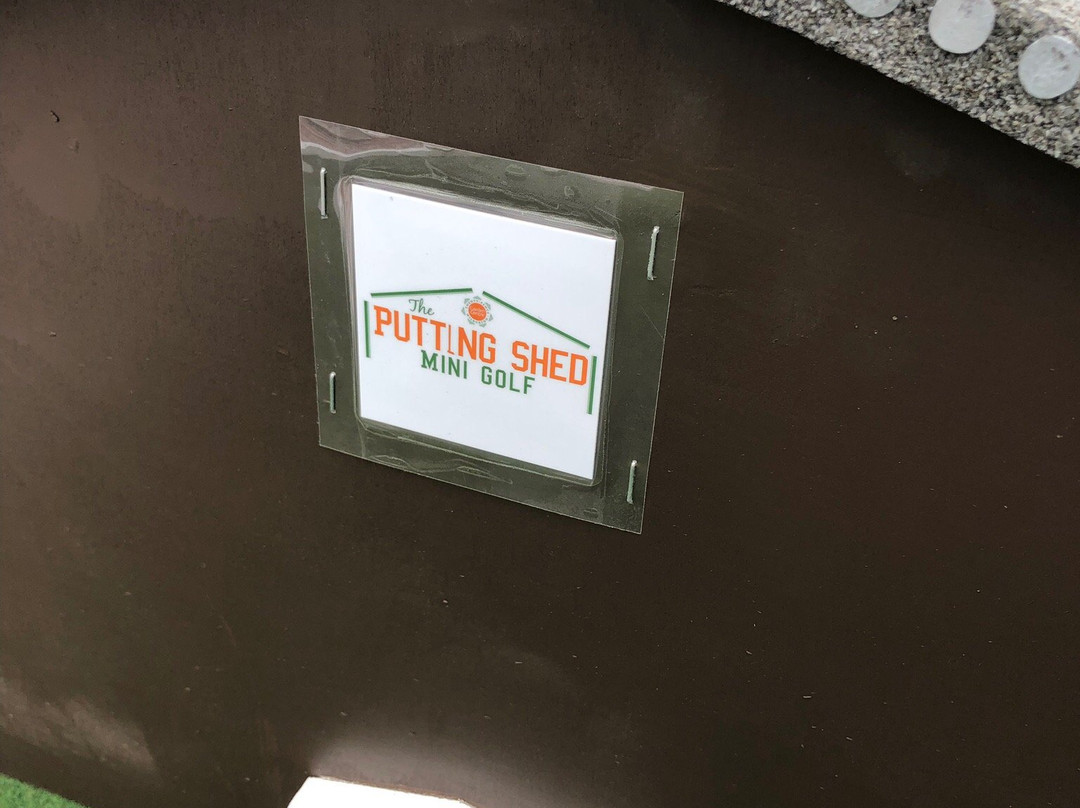 The
PUTTING SHED
MINI GOLF